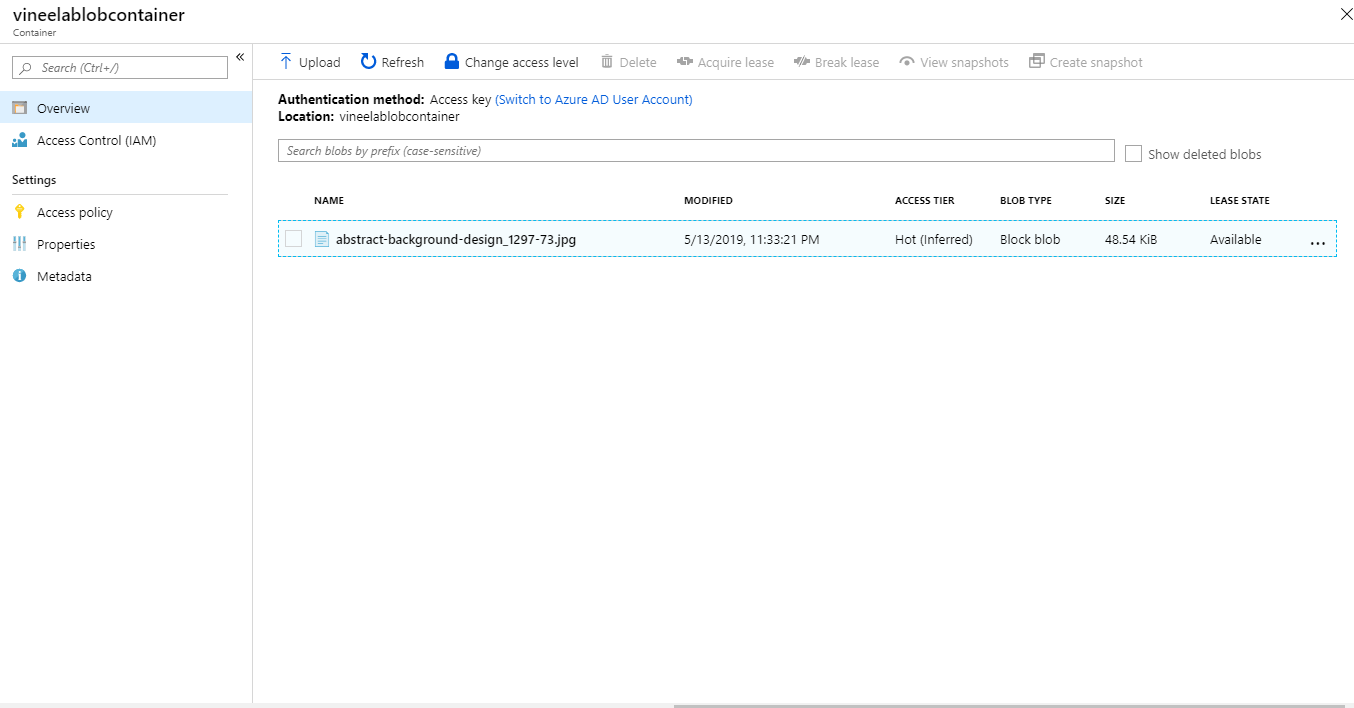 vineelablobcontainer
Container
Search (Ctrl+/)
«
Overview
Access Control (IAM)
Settings
Access policy
Properties
Metadata
Upload Refresh Change access level Delete Acquire lease Break lease View snapshots Create snapshot
Authentication method: Access key (Switch to Azure AD User Account)
Location: vineelablobcontainer
Search blobs by prefix (case-sensitive)
Show deleted blobs
NAME MODIFIED ACCESS TIER BLOB TYPE SIZE LEASE STATE
abstract-background-design_1297-73.jpg 5/13/2019, 11:33:21 PM Hot (Inferred) Block blob 48.54 KiB Available ...